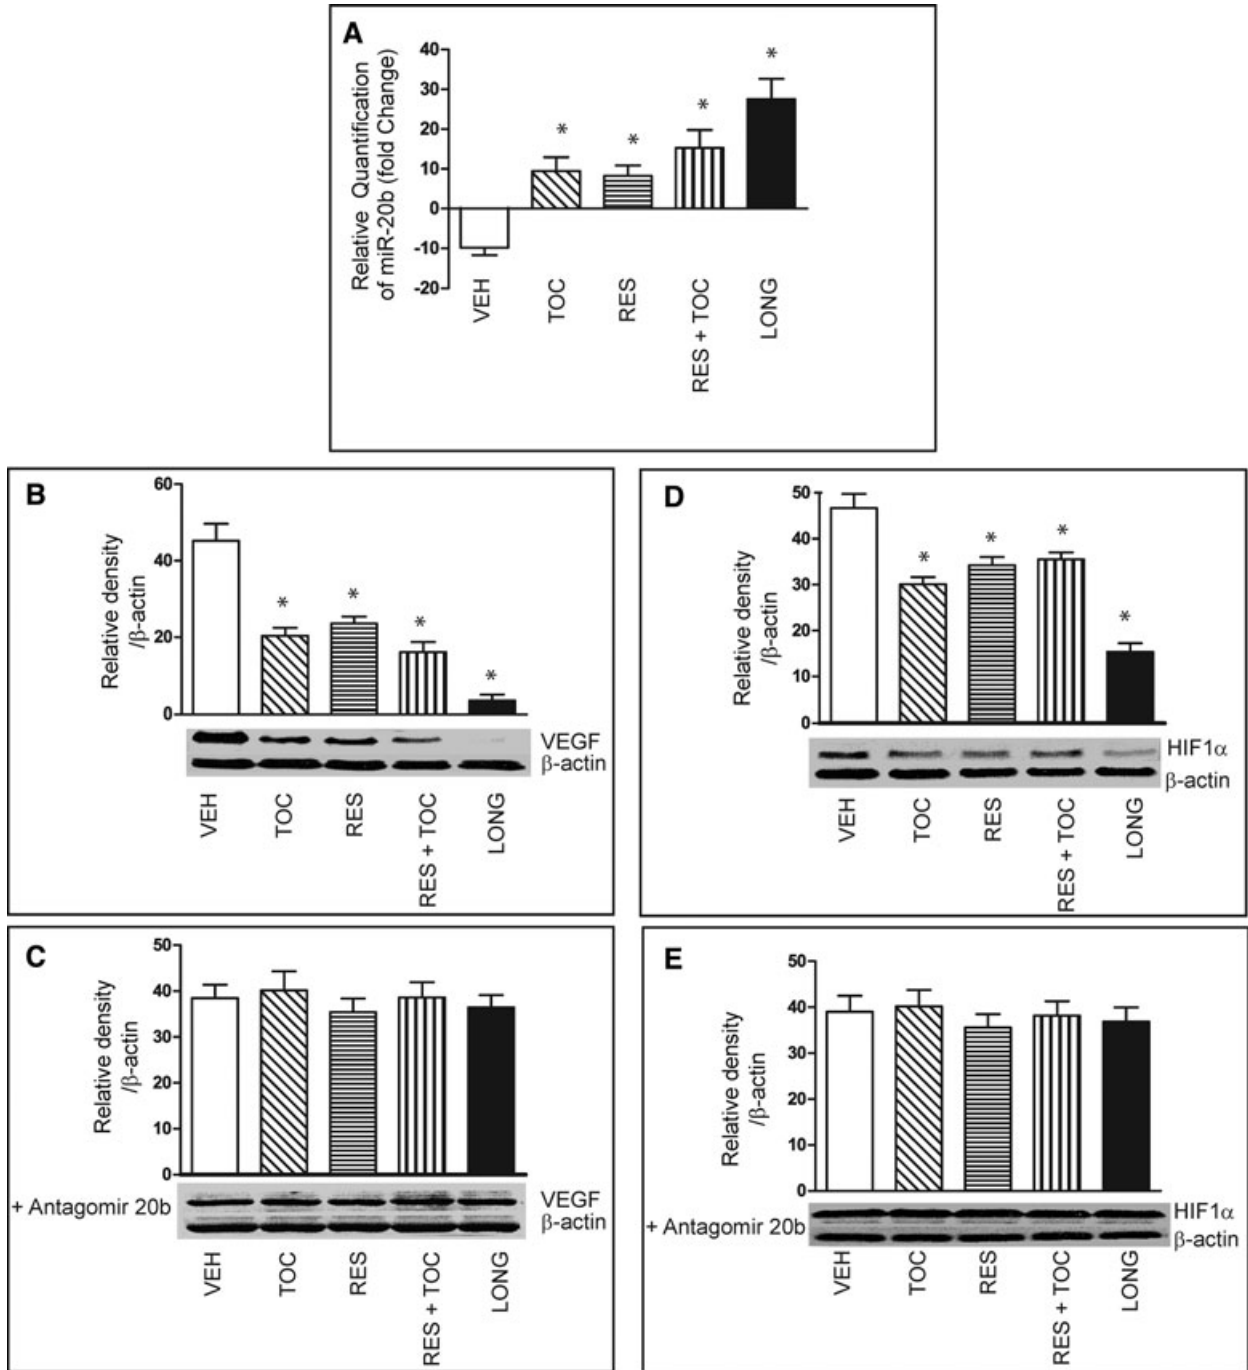 A
Relative Quantification
of miR-20b (fold Change)
40
30
20
10
0
-10
-20
*
*
*
*
VEH
TOC
RES
RES + TOC
LONG
B
Relative density
/β-actin
60
40
20
0
*
*
*
*
VEGF
β-actin
VEH
TOC
RES
RES + TOC
LONG
D
Relative density
/β-actin
50
40
30
20
10
0
*
*
*
*
HIF1α
β-actin
VEH
TOC
RES
RES + TOC
LONG
C
Relative density
/β-actin
50
40
30
20
10
0
+ Antagomir 20b
VEGF
β-actin
VEH
TOC
RES
RES + TOC
LONG
E
Relative density
/β-actin
50
40
30
20
10
0
+ Antagomir 20b
HIF1α
β-actin
VEH
TOC
RES
RES + TOC
LONG